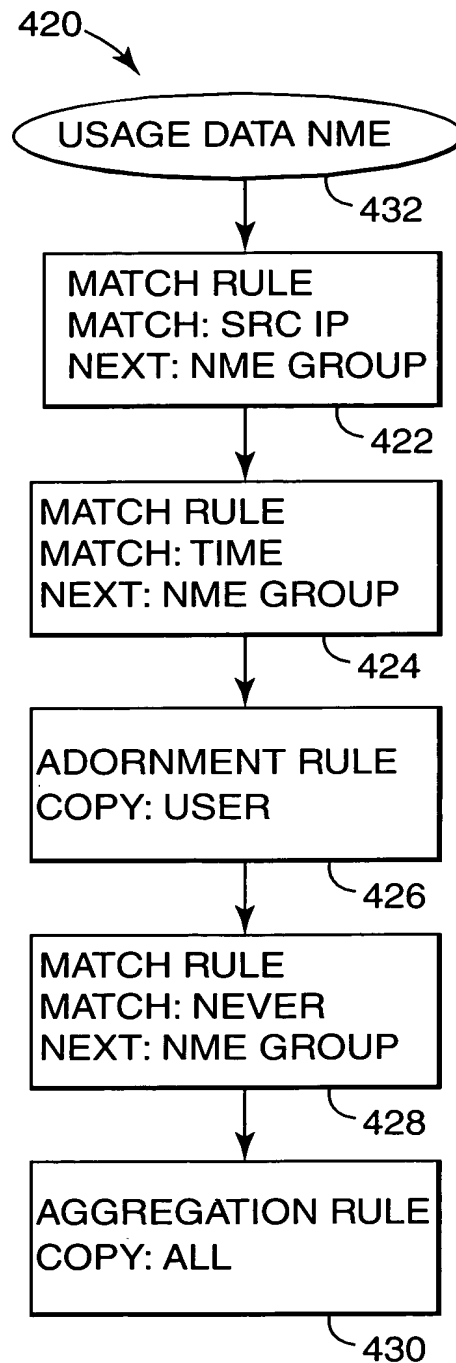 420
USAGE DATA NME
432
MATCH RULE
MATCH: SRC IP
NEXT: NME GROUP
422
MATCH RULE
MATCH: TIME
NEXT: NME GROUP
424
ADORNMENT RULE
COPY: USER
426
MATCH RULE
MATCH: NEVER
NEXT: NME GROUP
428
AGGREGATION RULE
COPY: ALL
430